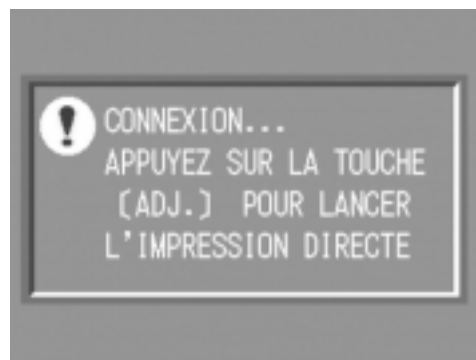 CONNEXION...
APPUYEZ SUR LA TOUCHE
[ADJ.] POUR LANCER
L'IMPRESSION DIRECTE